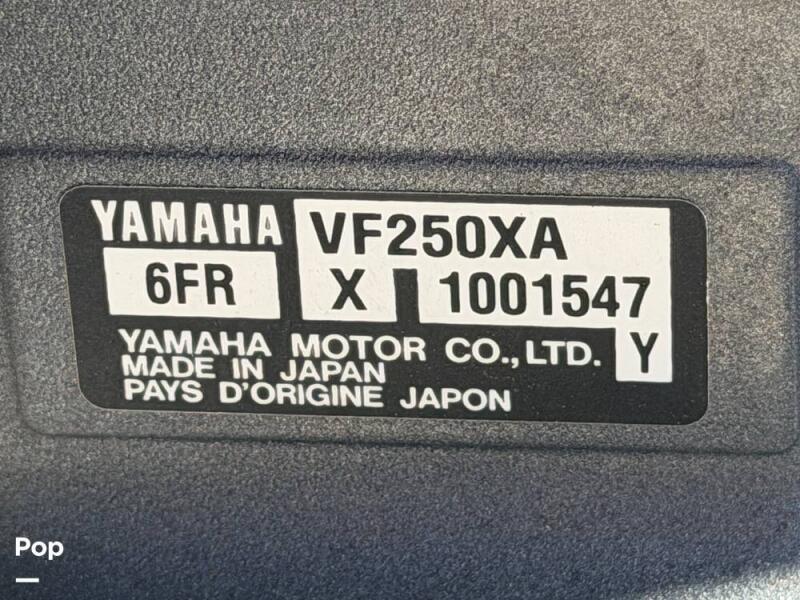 YAMAHA VF250XA
6FR X 1001547
YAMAHA MOTOR CO.,LTD. Y
MADE IN JAPAN
PAYS D'ORIGINE JAPON
Pop